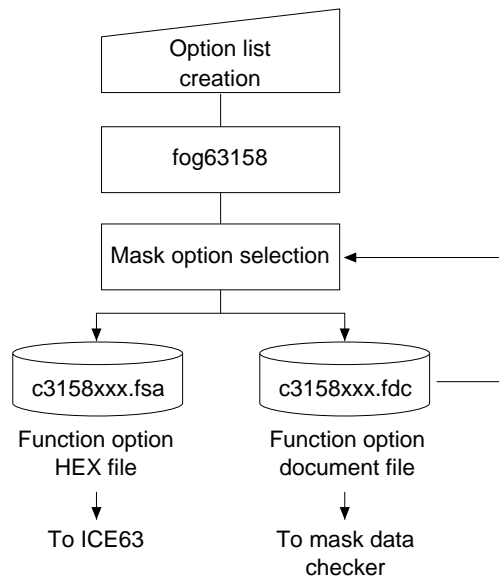 Option list
creation
fog63158
Mask option selection
c3158xxx.fsa
c3158xxx.fdc
Function option
HEX file
Function option
document file
To ICE63
To mask data
checker